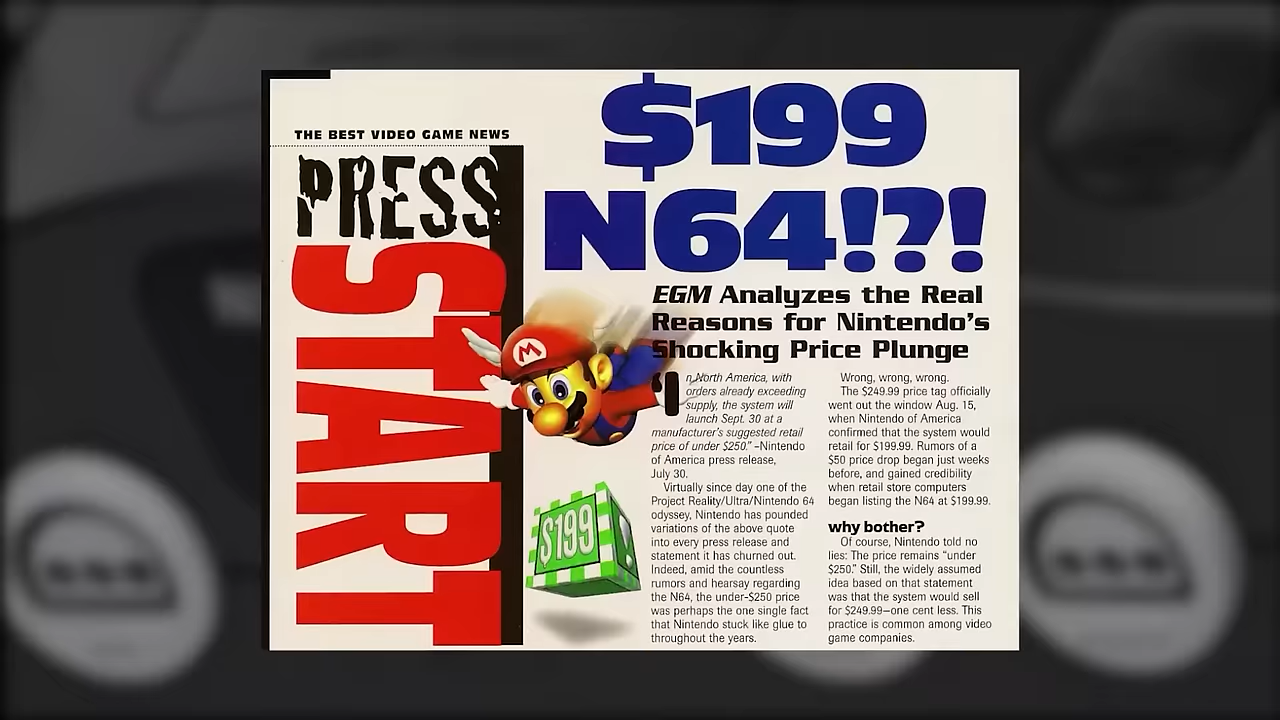 THE BEST VIDEO GAME NEWS
PRESS
START
$199
N64!?!
EGM Analyzes the Real
Reasons for Nintendo's
Shocking Price Plunge
M
$199
"In North America, with
orders already exceeding
supply, the system will
launch Sept. 30 at a
manufacturer's suggested retail
price of under $250." –Nintendo
of America press release,
July 30.
Virtually since day one of the
Project Reality/Ultra/Nintendo 64
odyssey, Nintendo has pounded
variations of the above quote
into every press release and
statement it has churned out.
Indeed, amid the countless
rumors and hearsay regarding
the N64, the under-$250 price
was perhaps the one single fact
that Nintendo stuck like glue to
throughout the years.
Wrong, wrong, wrong.
The $249.99 price tag officially
went out the window Aug. 15,
when Nintendo of America
confirmed that the system would
retail for $199.99. Rumors of a
$50 price drop began just weeks
before, and gained credibility
when retail store computers
began listing the N64 at $199.99.
why bother?
Of course, Nintendo told no
lies: The price remains "under
$250." Still, the widely assumed
idea based on that statement
was that the system would sell
for $249.99—one cent less. This
practice is common among video
game companies.